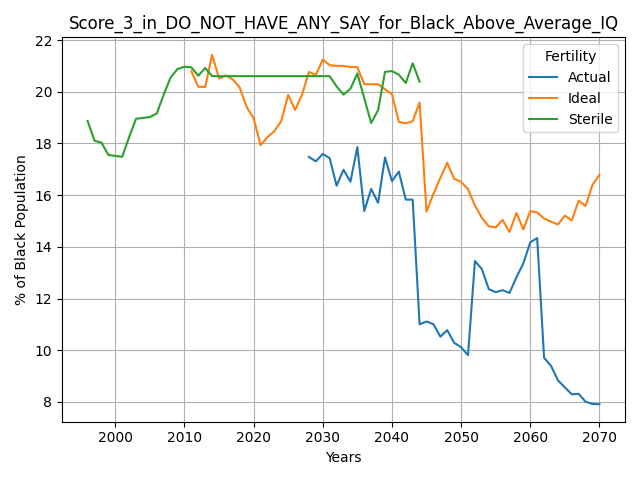 Score_3_in_DO_NOT_HAVE_ANY_SAY_for_Black_Above_Average_IQ
22
20
18
16
14
12
10
8
% of Black Population
Fertility
Actual
Ideal
Sterile
2000
2010
2020
2030
2040
2050
2060
2070
Years